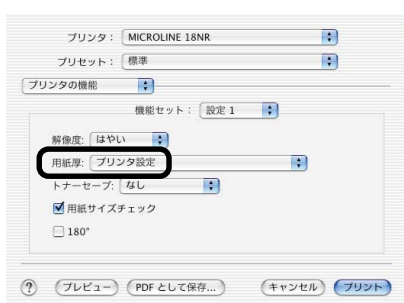 プリンタ： MICROLINE 18NR
プリセット： 標準
プリンタの機能
機能セット： 設定 1
解像度: はやい
用紙厚: プリンタ設定
トナーセーブ: なし
用紙サイズチェック
180°
? プレビュー PDF として保存... キャンセル プリント